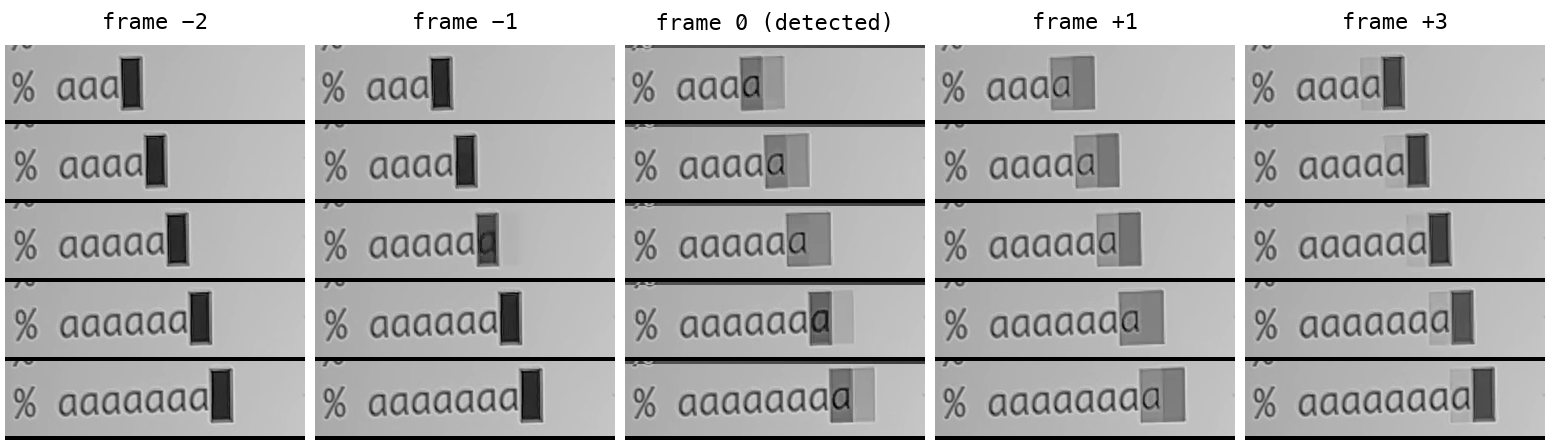 frame −2 frame −1 frame 0 (detected) frame +1 frame +3
% aaa % aaa % aaaa % aaaa % aaaa
% aaaa % aaaa % aaaaa % aaaaa % aaaaa
% aaaaa % aaaaaa % aaaaaa % aaaaaa % aaaaaa
% aaaaaa % aaaaaa % aaaaaaa % aaaaaaa % aaaaaaa
% aaaaaaa % aaaaaaa % aaaaaaaa % aaaaaaaa % aaaaaaaa